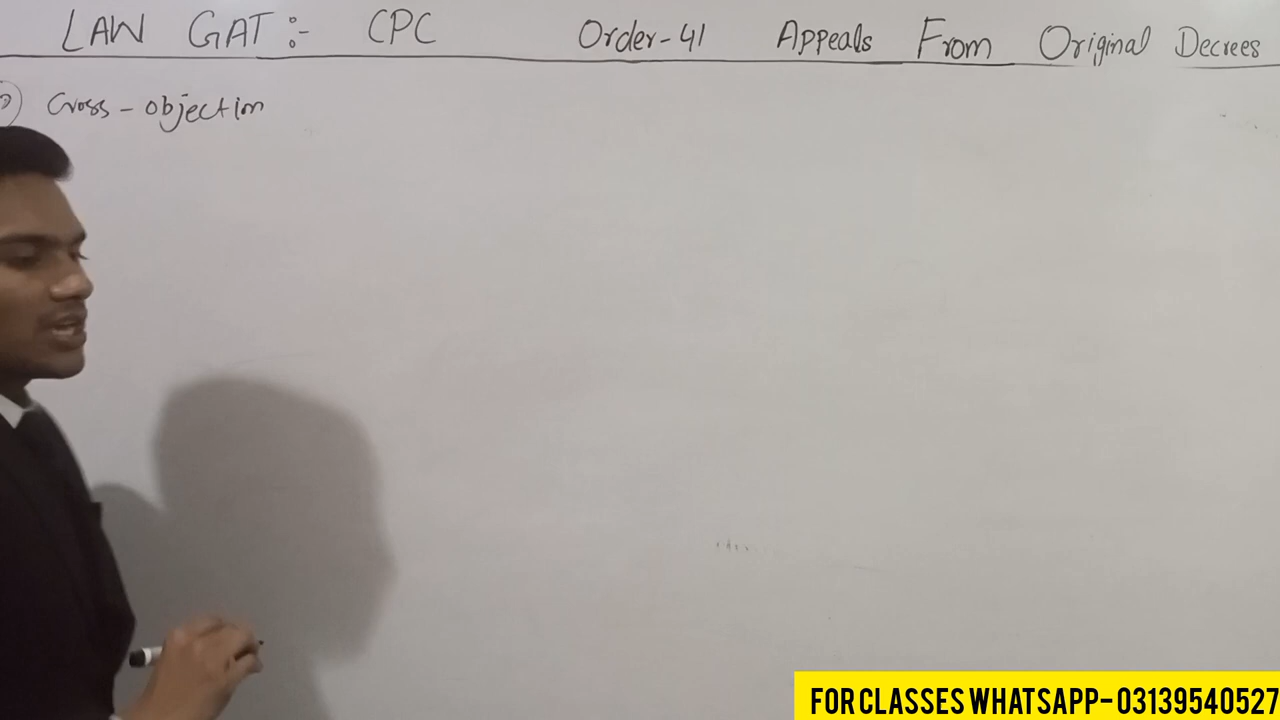 LAW GAT :- CPC Order-41 Appeals From Original Decrees
Cross-objection
FOR CLASSES WHATSAPP-03139540527